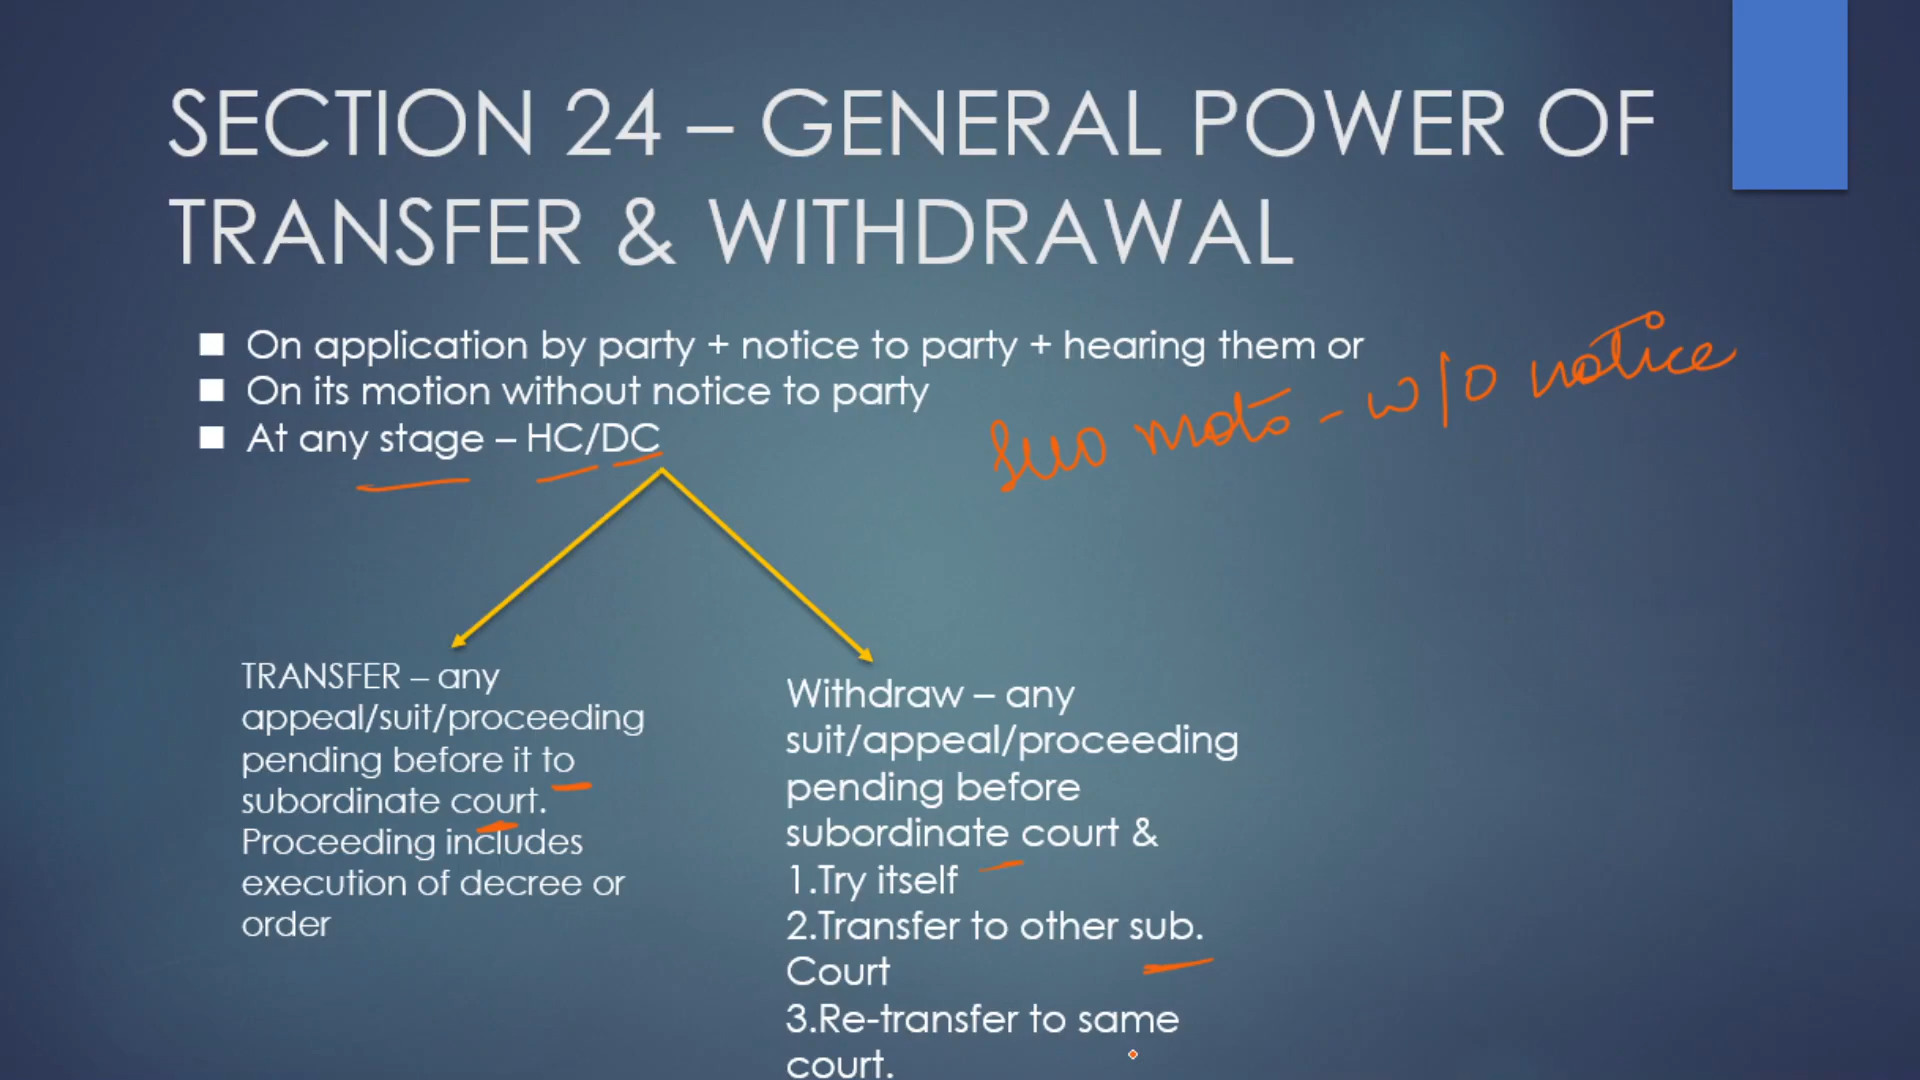 SECTION 24 – GENERAL POWER OF
TRANSFER & WITHDRAWAL
On application by party + notice to party + hearing them or
On its motion without notice to party
At any stage – HC/DC
suo moto - w/o notice
TRANSFER – any
appeal/suit/proceeding
pending before it to
subordinate court.
Proceeding includes
execution of decree or
order
Withdraw – any
suit/appeal/proceeding
pending before
subordinate court &
1.Try itself
2.Transfer to other sub.
Court
3.Re-transfer to same
court.